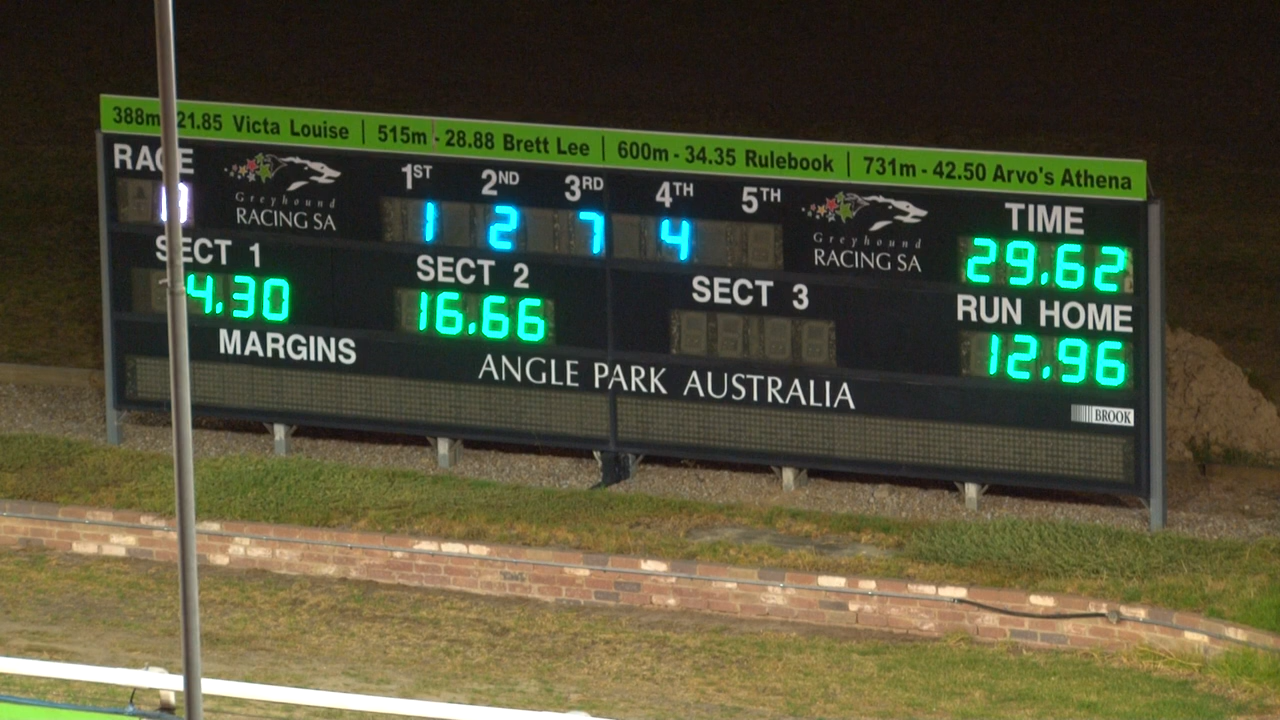 388m 21.85 Victa Louise | 515m - 28.88 Brett Lee | 600m - 34.35 Rulebook | 731m - 42.50 Arvo's Athena
RACE
Greyhound
RACING SA
1ST 2ND 3RD 4TH 5TH
1 2 7 4
Greyhound
RACING SA
TIME
29.62
SECT 1 SECT 2 SECT 3 RUN HOME
4.30 16.66 12.96
MARGINS
ANGLE PARK AUSTRALIA
BROOK